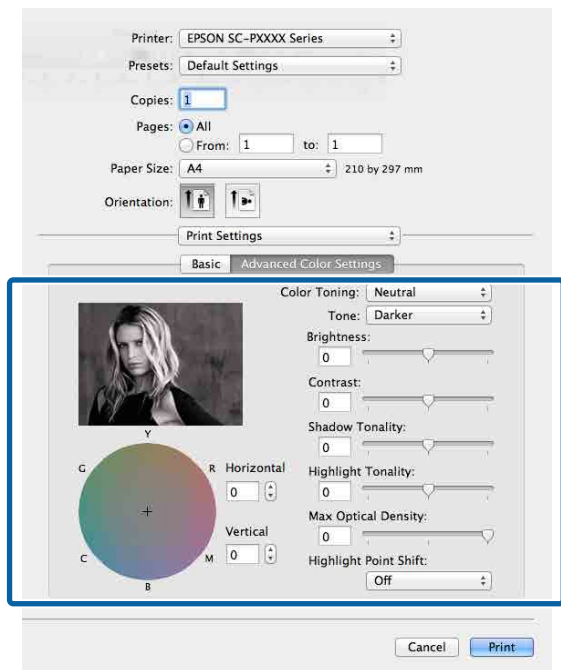 Printer: EPSON SC-PXXXX Series
Presets: Default Settings
Copies: 1
Pages: All
From: 1 to: 1
Paper Size: A4 210 by 297 mm
Orientation:
Print Settings
Basic Advanced Color Settings
Color Toning: Neutral
Tone: Darker
Brightness:
0
Contrast:
0
Shadow Tonality:
0
Highlight Tonality:
0
Max Optical Density:
0
Highlight Point Shift:
Off
Y
G R
C M
B
Horizontal
0
Vertical
0
Cancel Print